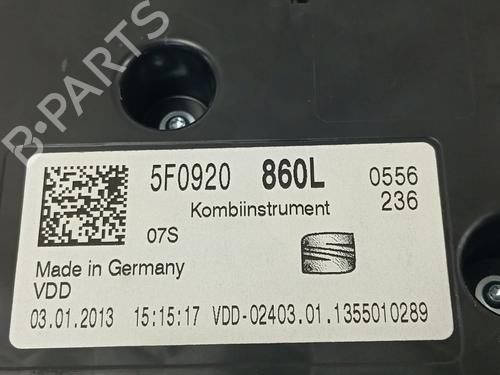 B-PARTS
5F0920 860L 0556
Kombiinstrument 236
07S
Made in Germany
VDD
03.01.2013 15:15:17 VDD-02403.01.1355010289